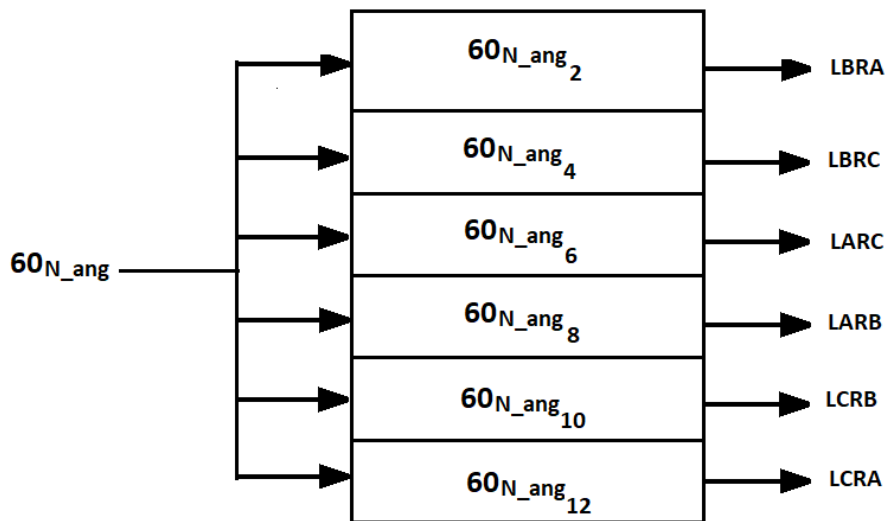 60N_ang2 LBRA
60N_ang4 LBRC
60N_ang6 LARC
60N_ang
60N_ang8 LARB
60N_ang10 LCRB
60N_ang12 LCRA